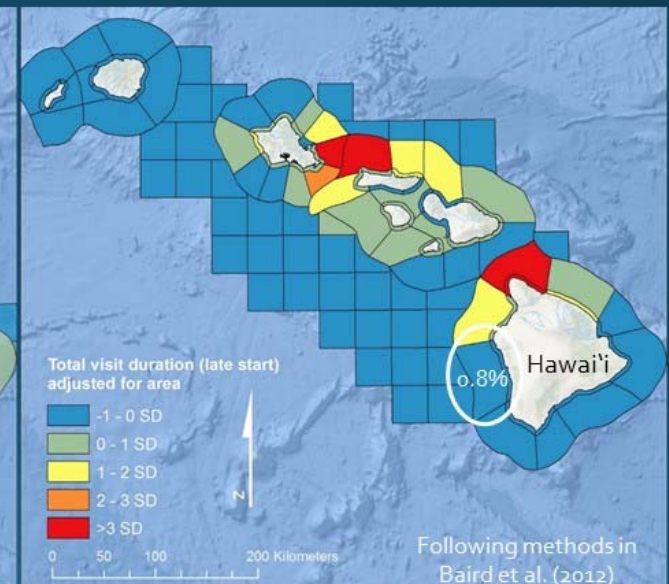 Hawai'i
0.8%
Total visit duration (late start)
adjusted for area
-1 - 0 SD
0 - 1 SD
1 - 2 SD
2 - 3 SD
>3 SD
N
0 50 100 200 Kilometers
Following methods in
Baird et al. (2012)